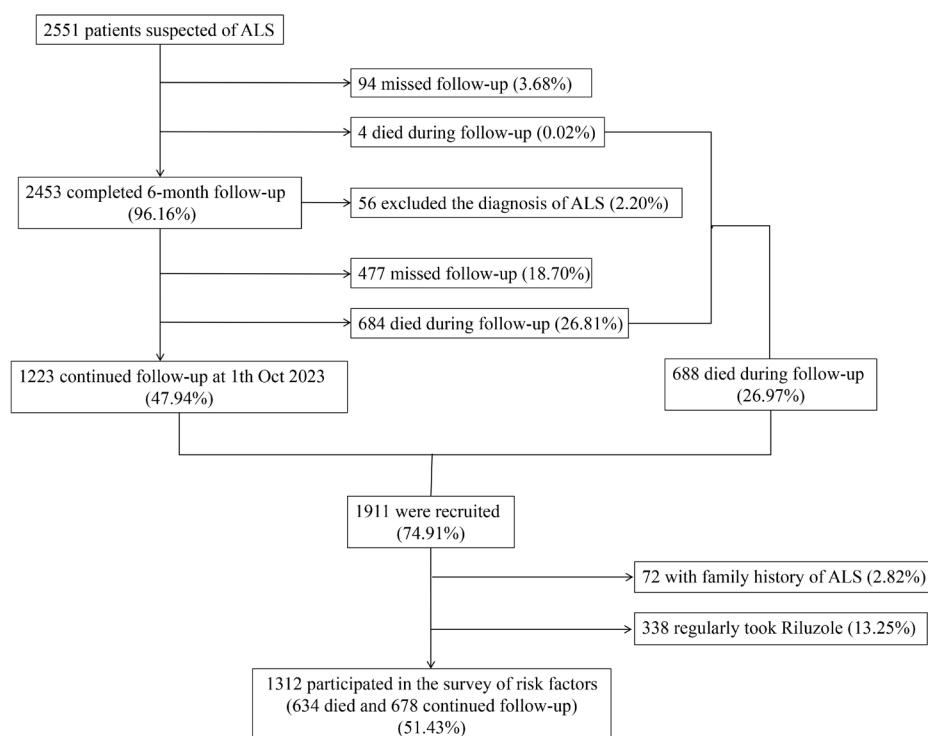 2551 patients suspected of ALS
94 missed follow-up (3.68%)
4 died during follow-up (0.02%)
2453 completed 6-month follow-up
(96.16%)
56 excluded the diagnosis of ALS (2.20%)
477 missed follow-up (18.70%)
684 died during follow-up (26.81%)
1223 continued follow-up at 1th Oct 2023
(47.94%)
688 died during follow-up
(26.97%)
1911 were recruited
(74.91%)
72 with family history of ALS (2.82%)
338 regularly took Riluzole (13.25%)
1312 participated in the survey of risk factors
(634 died and 678 continued follow-up)
(51.43%)